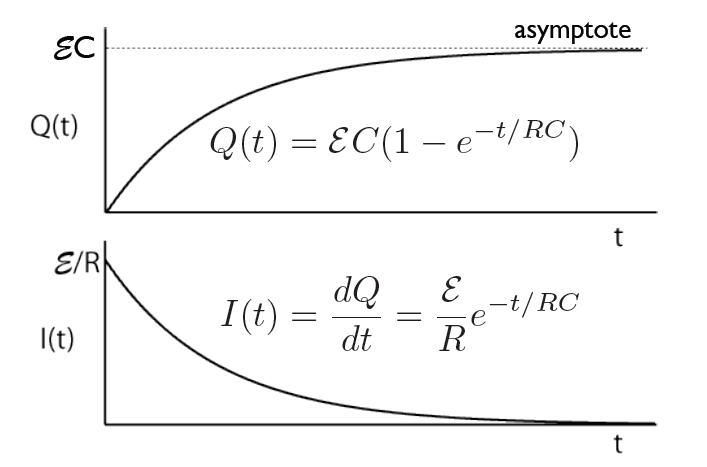 asymptote
ℰC
Q(t)
Q(t) = ℰC(1 − e^{−t/RC})
t
ℰ/R
I(t) = dQ/dt = ℰ/R e^{−t/RC}
I(t)
t